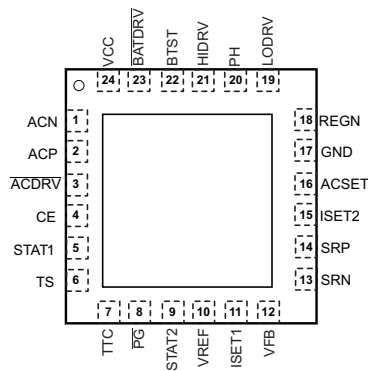 VCC
BATDRV
BTST
HIDRV
PH
LODRV
24
23
22
21
20
19
ACN 1
ACP 2
ACDRV 3
CE 4
STAT1 5
TS 6
18 REGN
17 GND
16 ACSET
15 ISET2
14 SRP
13 SRN
7
8
9
10
11
12
TTC
PG
STAT2
VREF
ISET1
VFB